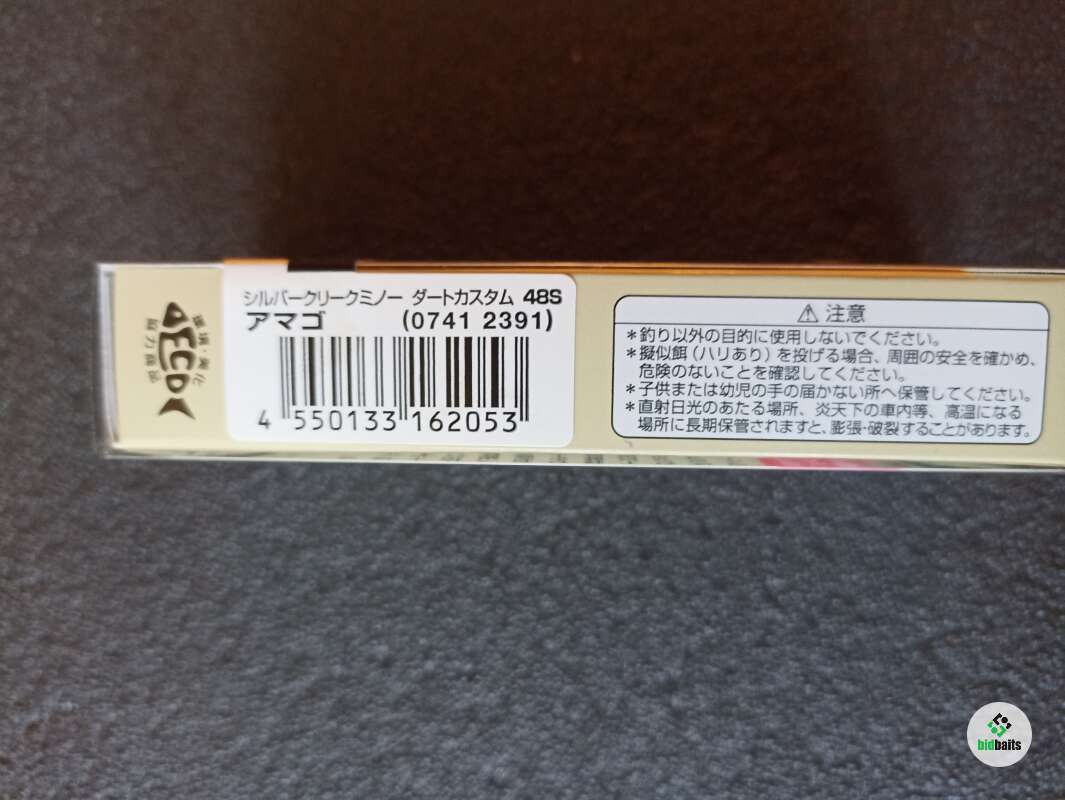 環境・美化
ECO
協力商品
シルバークリークミノー ダートカスタム 48S
アマゴ (0741 2391)
4 550133 162053
⚠ 注意
*釣り以外の目的に使用しないでください。
*擬似餌(ハリあり)を投げる場合、周囲の安全を確かめ、
危険のないことを確認してください。
*子供または幼児の手の届かない所へ保管してください。
*直射日光のあたる場所、炎天下の車内等、高温になる
場所に長期保管されますと、膨張・破裂することがあります。
bidbaits